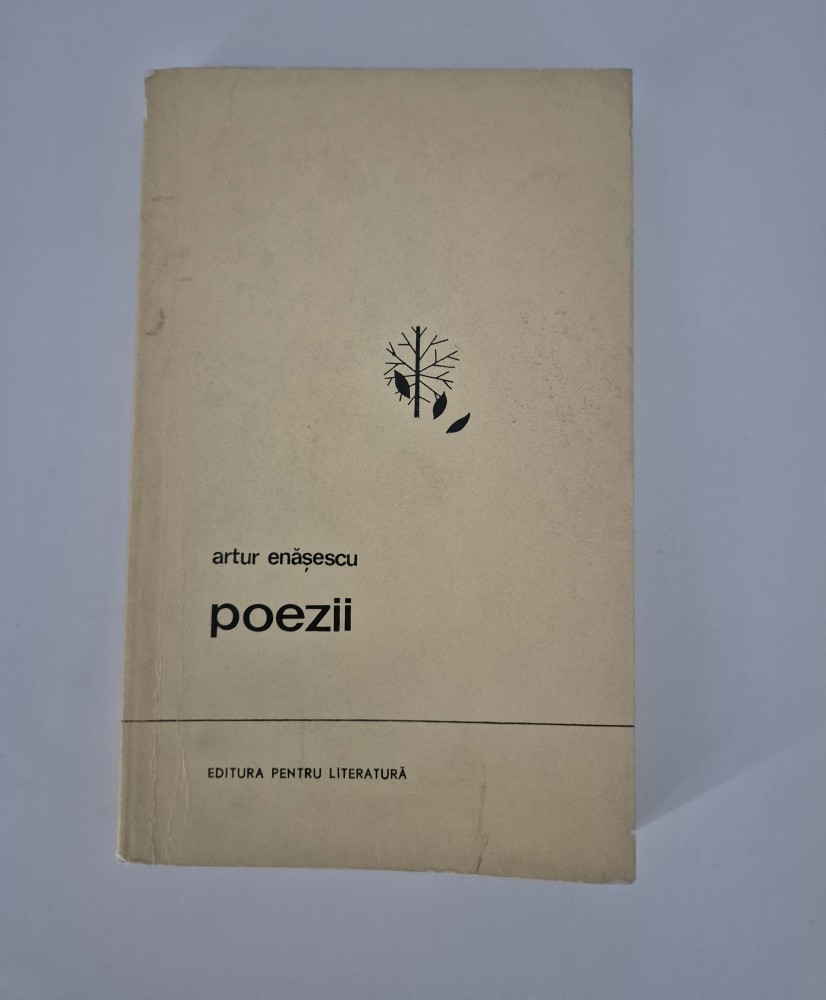 artur enășescu
poezii
EDITURA PENTRU LITERATURĂ